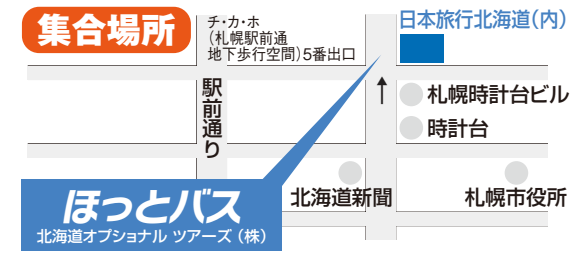 集合場所
チ・カ・ホ
(札幌駅前通
地下歩行空間)5番出口
日本旅行北海道(内)
駅前通り
↑
札幌時計台ビル
時計台
北海道新聞
札幌市役所
ほっとバス
北海道オプショナル ツアーズ(株)